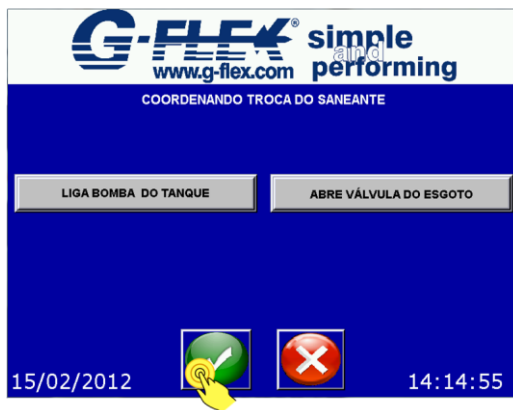 G-FLEX® simple
and
www.g-flex.com performing
COORDENANDO TROCA DO SANEANTE
LIGA BOMBA DO TANQUE ABRE VÁLVULA DO ESGOTO
15/02/2012 14:14:55